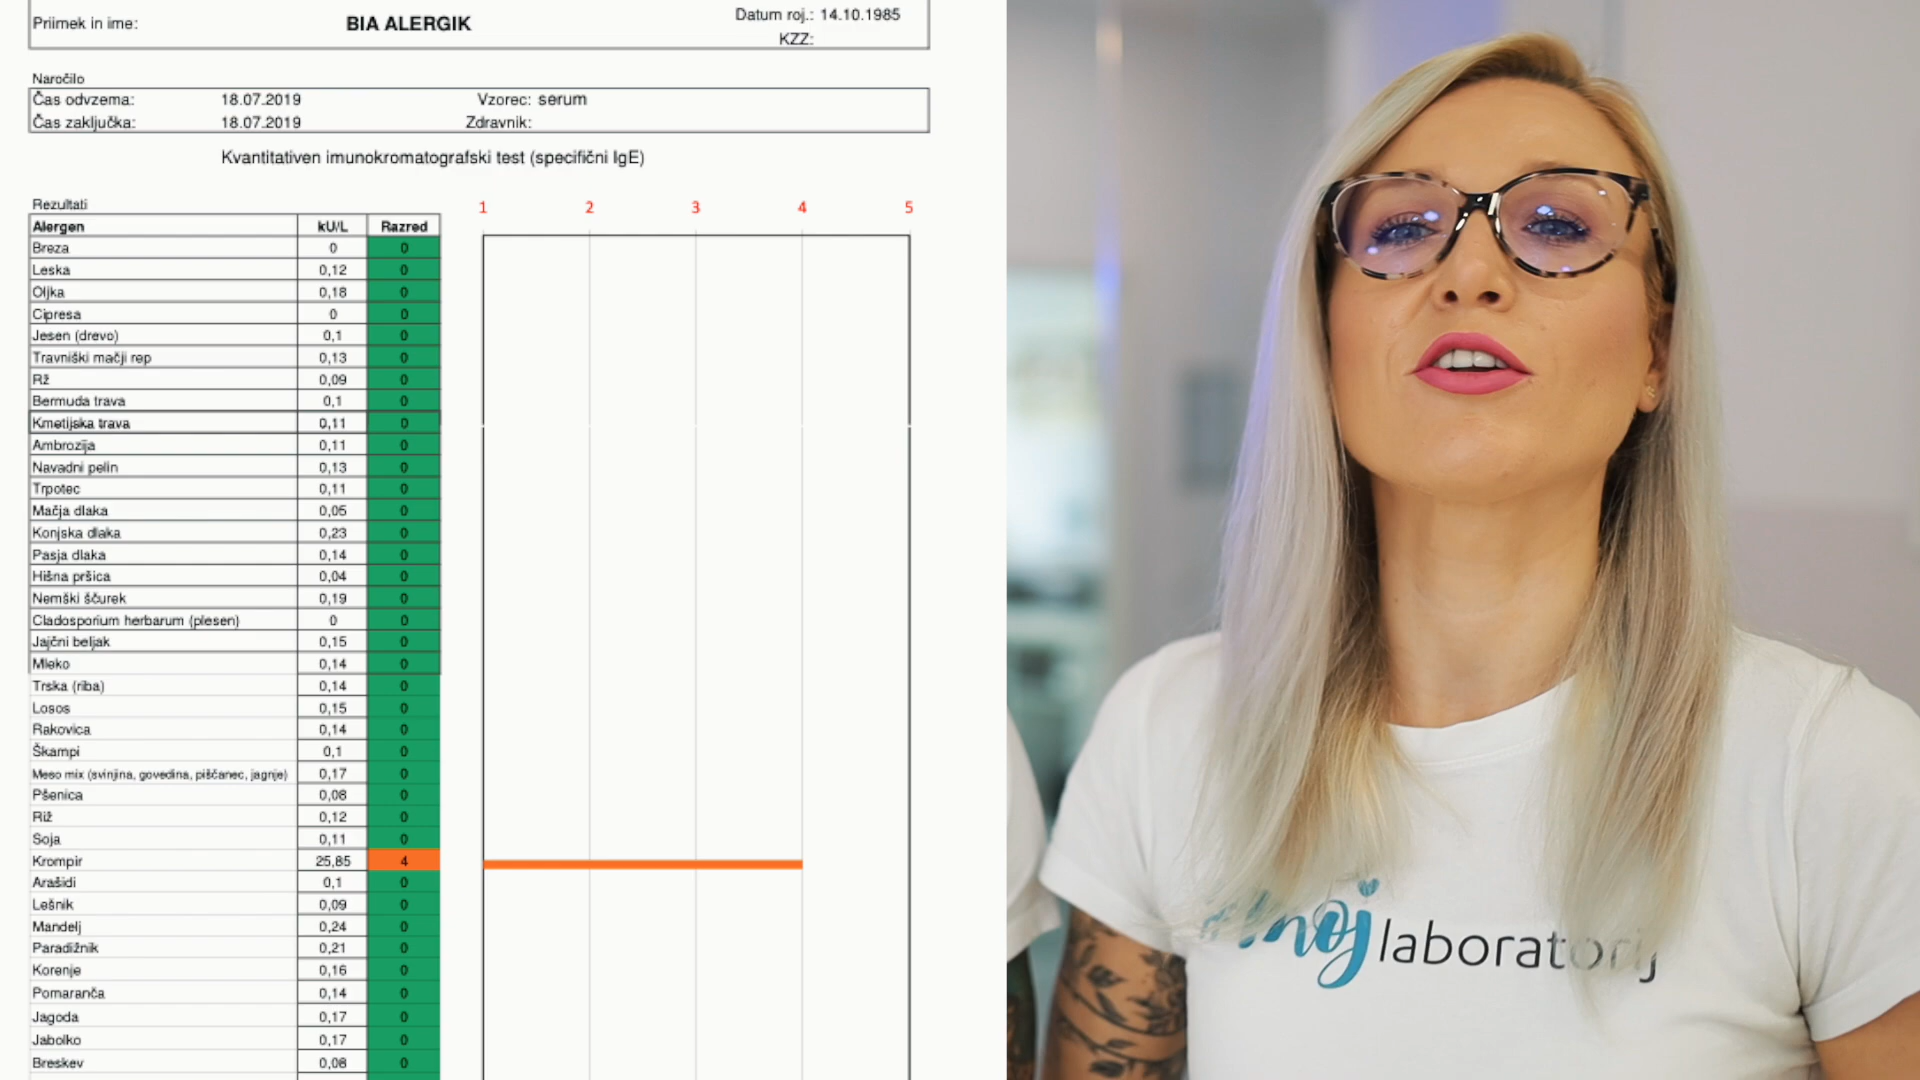 Priimek in ime: BIA ALERGIK Datum roj.: 14.10.1985
KZZ:
Naročilo
Čas odvzema: 18.07.2019 Vzorec: serum
Čas zaključka: 18.07.2019 Zdravnik:
Kvantitativen imunokromatografski test (specifični IgE)
Rezultati 1 2 3 4 5
Alergen kU/L Razred
Breza 0 0
Leska 0,12 0
Oljka 0,18 0
Cipresa 0 0
Jesen (drevo) 0,1 0
Travniški mačji rep 0,13 0
Rž 0,09 0
Bermuda trava 0,1 0
Kmetijska trava 0,11 0
Ambrozija 0,11 0
Navadni pelin 0,13 0
Trpotec 0,11 0
Mačja dlaka 0,05 0
Konjska dlaka 0,23 0
Pasja dlaka 0,14 0
Hišna pršica 0,04 0
Nemški ščurek 0,19 0
Cladosporium herbarum (plesen) 0 0
Jajčni beljak 0,15 0
Mleko 0,14 0
Trska (riba) 0,14 0
Losos 0,15 0
Rakovica 0,14 0
Škampi 0,1 0
Meso mix (svinjina, govedina, piščanec, jagnje) 0,17 0
Pšenica 0,08 0
Riž 0,12 0
Soja 0,11 0
Krompir 25,85 4
Arašidi 0,1 0
Lešnik 0,09 0
Mandelj 0,24 0
Paradižnik 0,21 0
Korenje 0,16 0
Pomaranča 0,14 0
Jagoda 0,17 0
Jabolko 0,17 0
Breskev 0,08 0
#mojlaboratorij